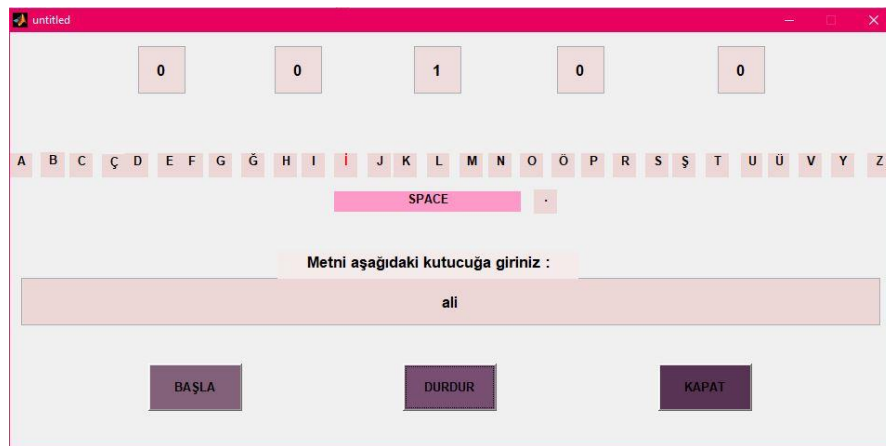 untitled
0 0 1 0 0
A B C Ç D E F G Ğ H I İ J K L M N O Ö P R S Ş T U Ü V Y Z
SPACE .
Metni aşağıdaki kutucuğa giriniz :
ali
BAŞLA DURDUR KAPAT